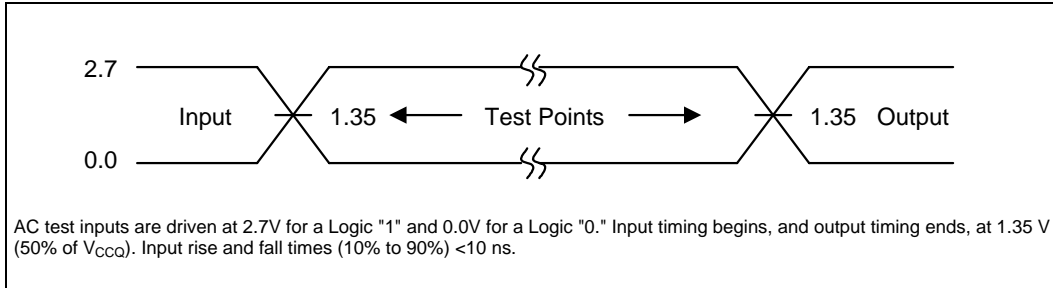 2.7
Input 1.35 Test Points 1.35 Output
0.0
AC test inputs are driven at 2.7V for a Logic "1" and 0.0V for a Logic "0." Input timing begins, and output timing ends, at 1.35 V
(50% of VCCQ). Input rise and fall times (10% to 90%) <10 ns.